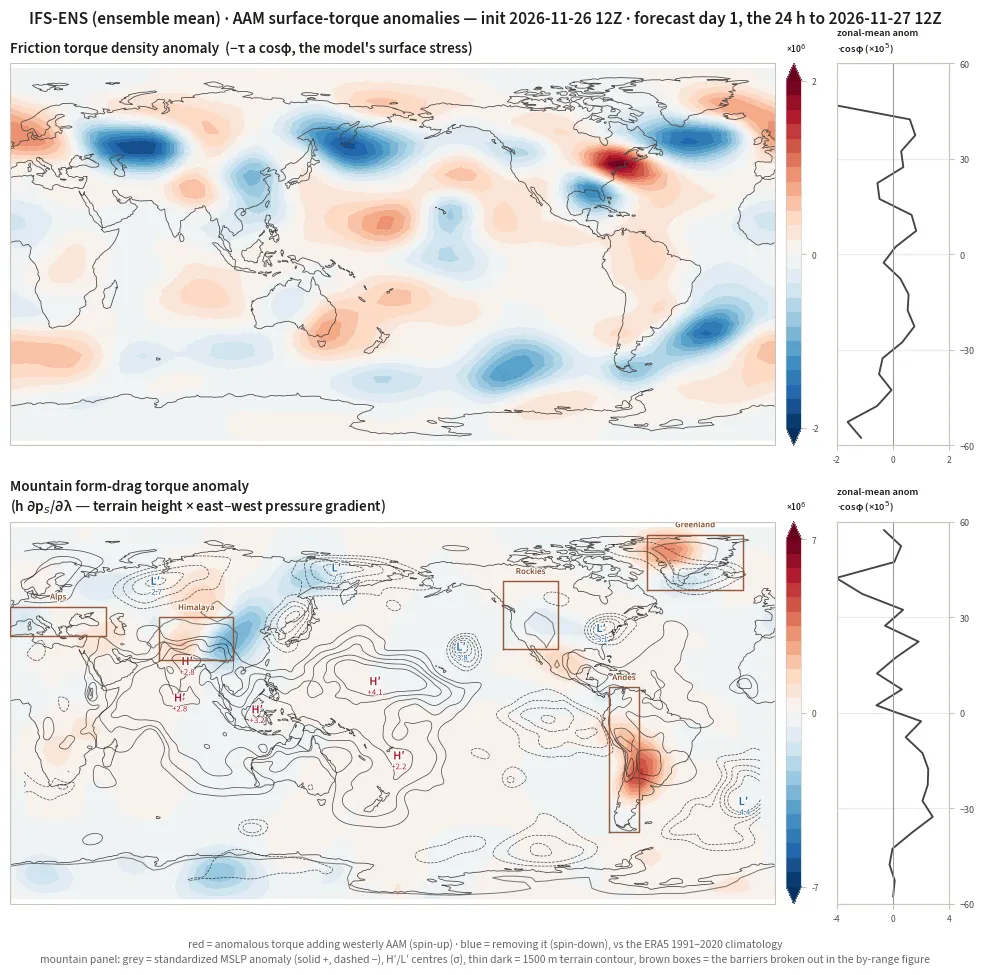 IFS-ENS (ensemble mean) · AAM surface-torque anomalies — init 2026-11-26 12Z · forecast day 1, the 24 h to 2026-11-27 12Z
Friction torque density anomaly (−τ a cosφ, the model's surface stress)
×10⁶
2
0
-2
zonal-mean anom
·cosφ (×10⁵)
60
30
0
−30
−60
-2
0
2
Mountain form-drag torque anomaly
(h ∂pₛ/∂λ — terrain height × east–west pressure gradient)
Greenland
Rockies
Alps
Himalaya
Andes
L′
L′
L′
L′
L′
H′
+2.8
H′
+2.8
H′
+3.2
H′
+4.1
H′
+2.2
×10⁶
7
0
-7
zonal-mean anom
·cosφ (×10⁵)
60
30
0
−30
−60
-4
0
4
red = anomalous torque adding westerly AAM (spin-up) · blue = removing it (spin-down), vs the ERA5 1991–2020 climatology
mountain panel: grey = standardized MSLP anomaly (solid +, dashed −), H′/L′ centres (σ), thin dark = 1500 m terrain contour, brown boxes = the barriers broken out in the by-range figure